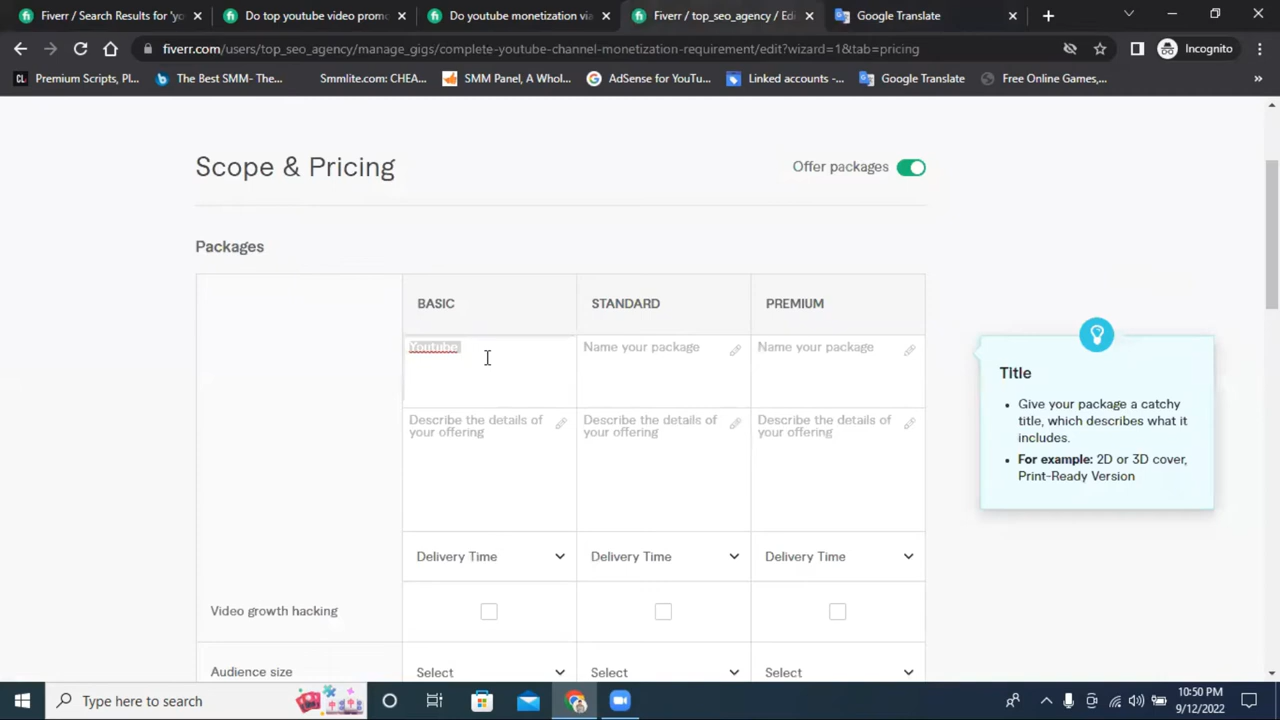 Fiverr / Search Results for 'yo
Do top youtube video promo
Do youtube monetization via
Fiverr / top_seo_agency / Edi
Google Translate
fiverr.com/users/top_seo_agency/manage_gigs/complete-youtube-channel-monetization-requirement/edit?wizard=1&tab=pricing
Incognito
Premium Scripts, Pl...
The Best SMM- The...
Smmlite.com: CHEA...
SMM Panel, A Whol...
AdSense for YouTu...
Linked accounts -...
Google Translate
Free Online Games,...
Scope & Pricing
Offer packages
Packages
BASIC
STANDARD
PREMIUM
Youtube
Name your package
Name your package
Describe the details of
your offering
Describe the details of
your offering
Describe the details of
your offering
Delivery Time
Delivery Time
Delivery Time
Video growth hacking
Audience size
Select
Select
Select
Title
• Give your package a catchy
title, which describes what it
includes.
• For example: 2D or 3D cover,
Print-Ready Version
Type here to search
10:50 PM
9/12/2022